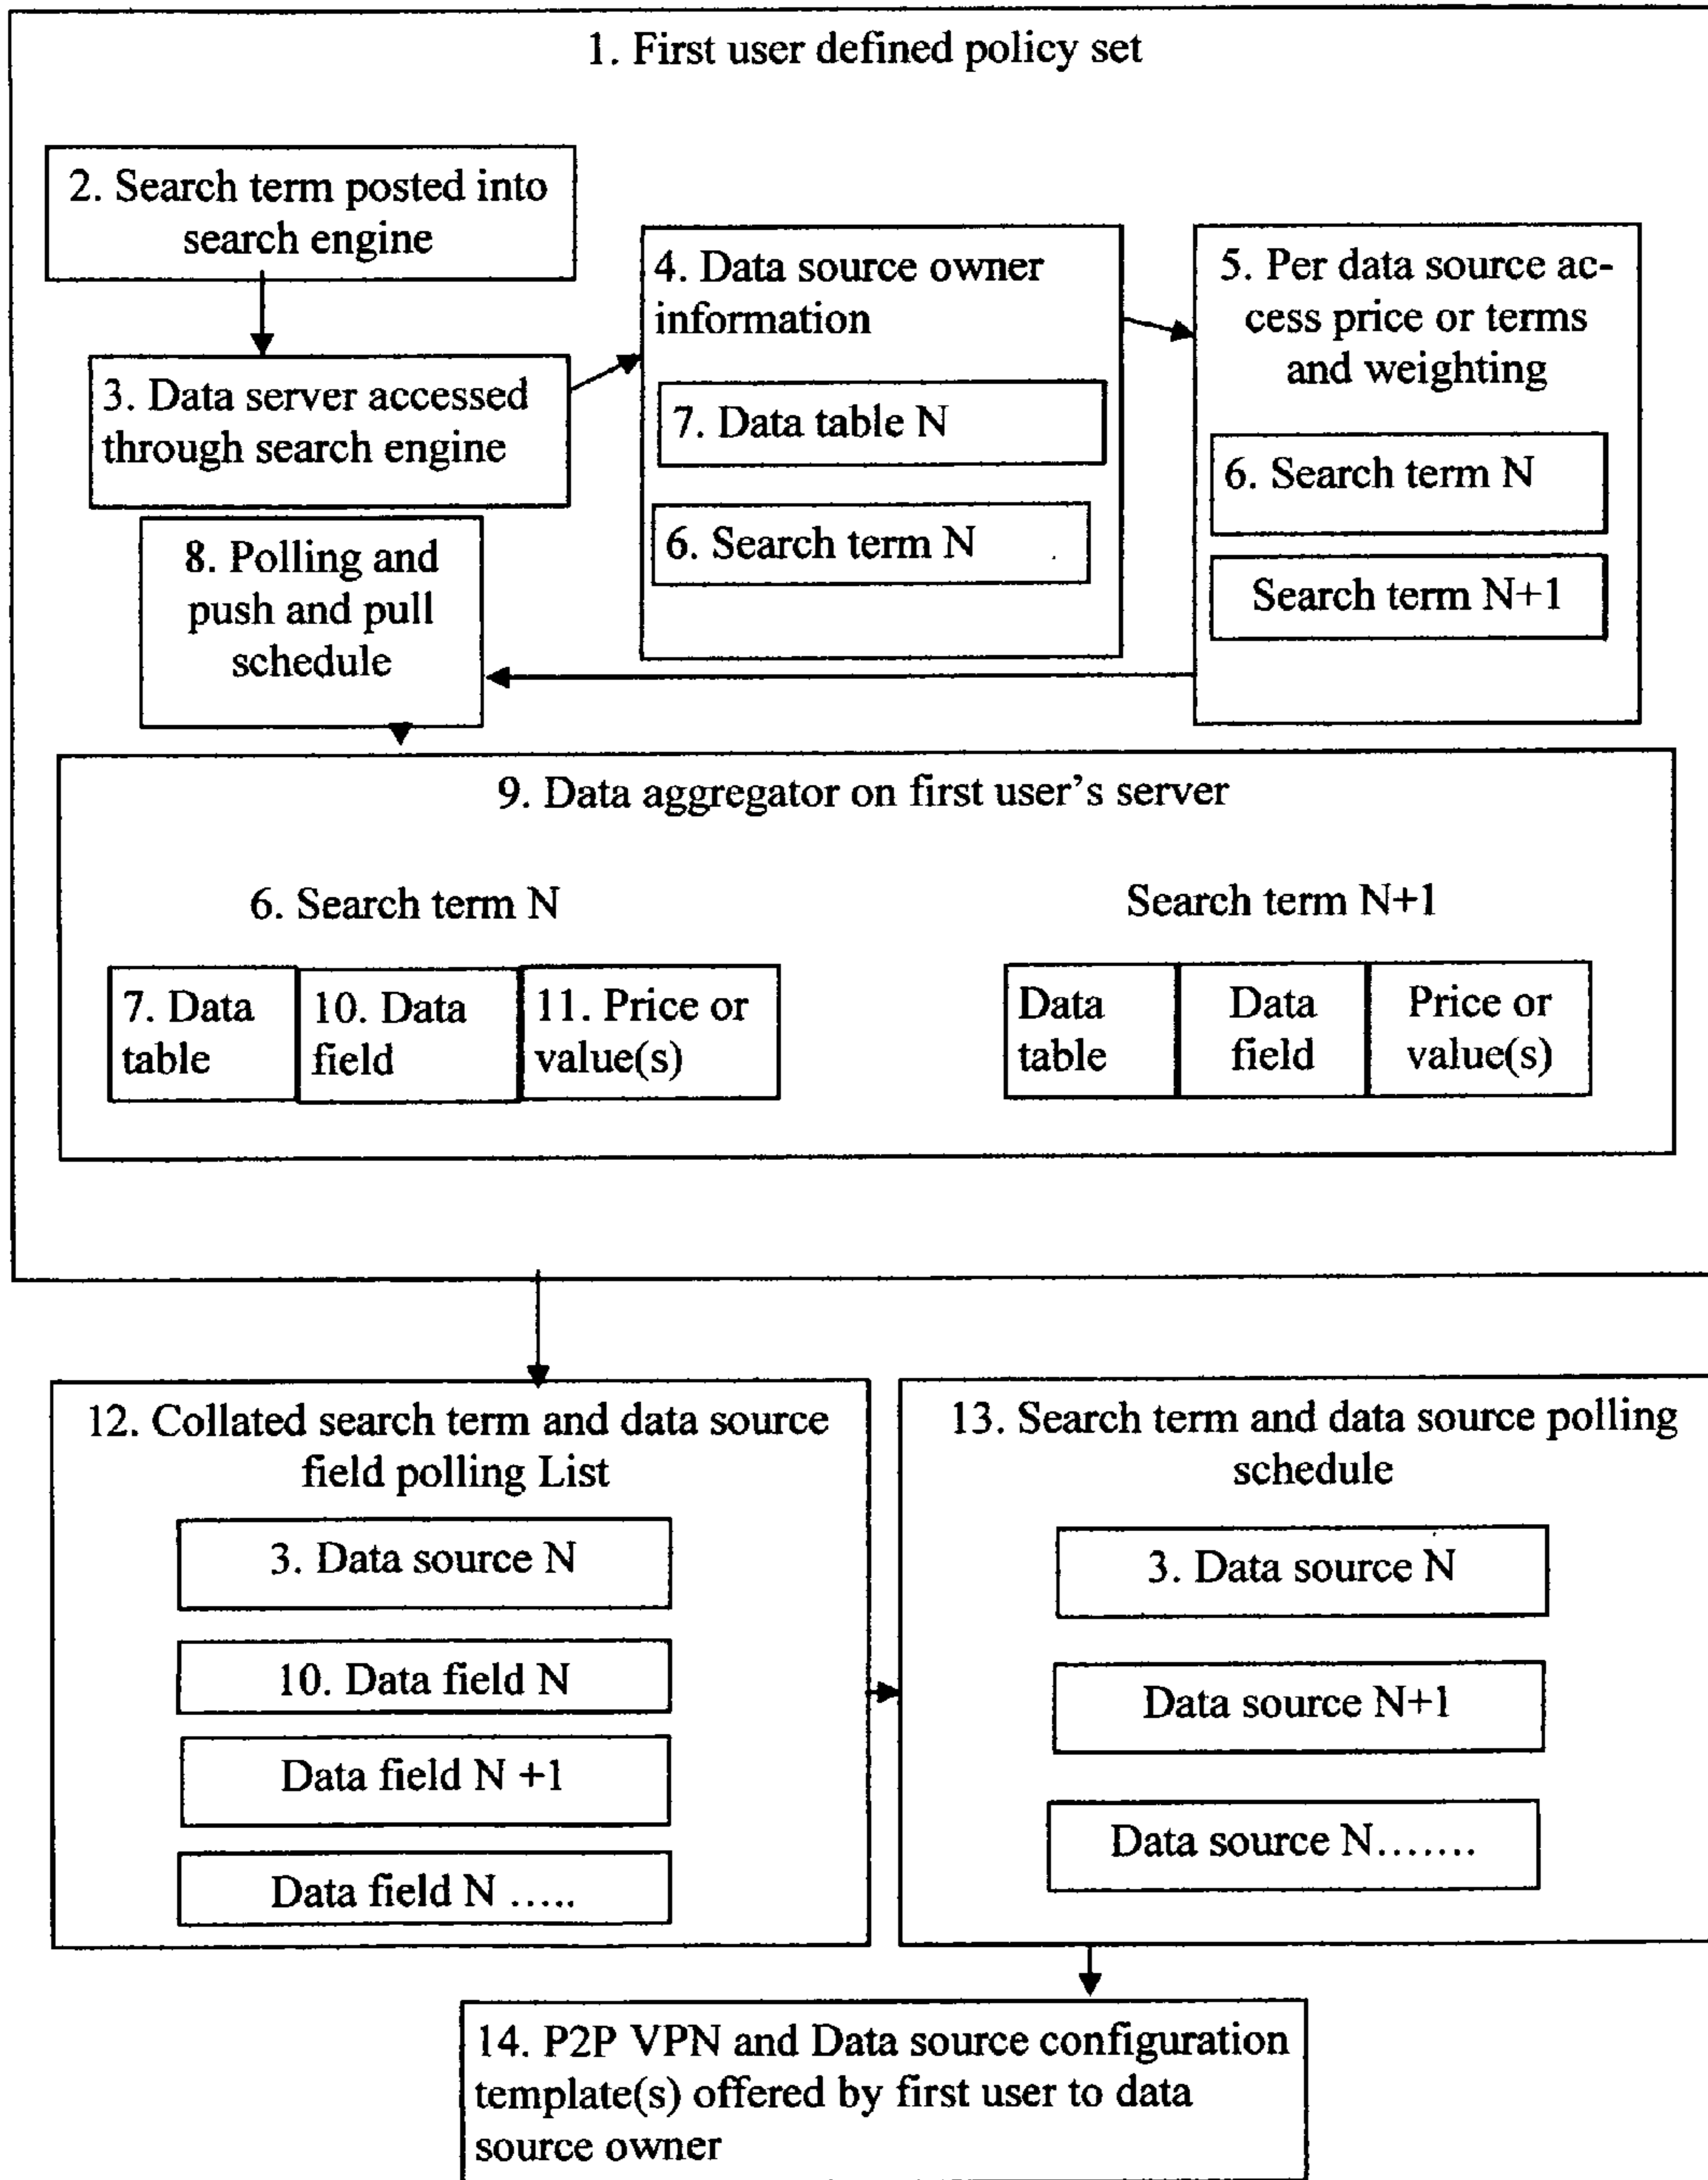 1. First user defined policy set
2. Search term posted into
search engine
3. Data server accessed
through search engine
4. Data source owner
information
7. Data table N
6. Search term N
5. Per data source ac-
cess price or terms
and weighting
6. Search term N
Search term N+1
8. Polling and
push and pull
schedule
9. Data aggregator on first user's server
6. Search term N
7. Data
table
10. Data
field
11. Price or
value(s)
Search term N+1
Data
table
Data
field
Price or
value(s)
12. Collated search term and data source
field polling List
3. Data source N
10. Data field N
Data field N +1
Data field N .....
13. Search term and data source polling
schedule
3. Data source N
Data source N+1
Data source N.......
14. P2P VPN and Data source configuration
template(s) offered by first user to data
source owner